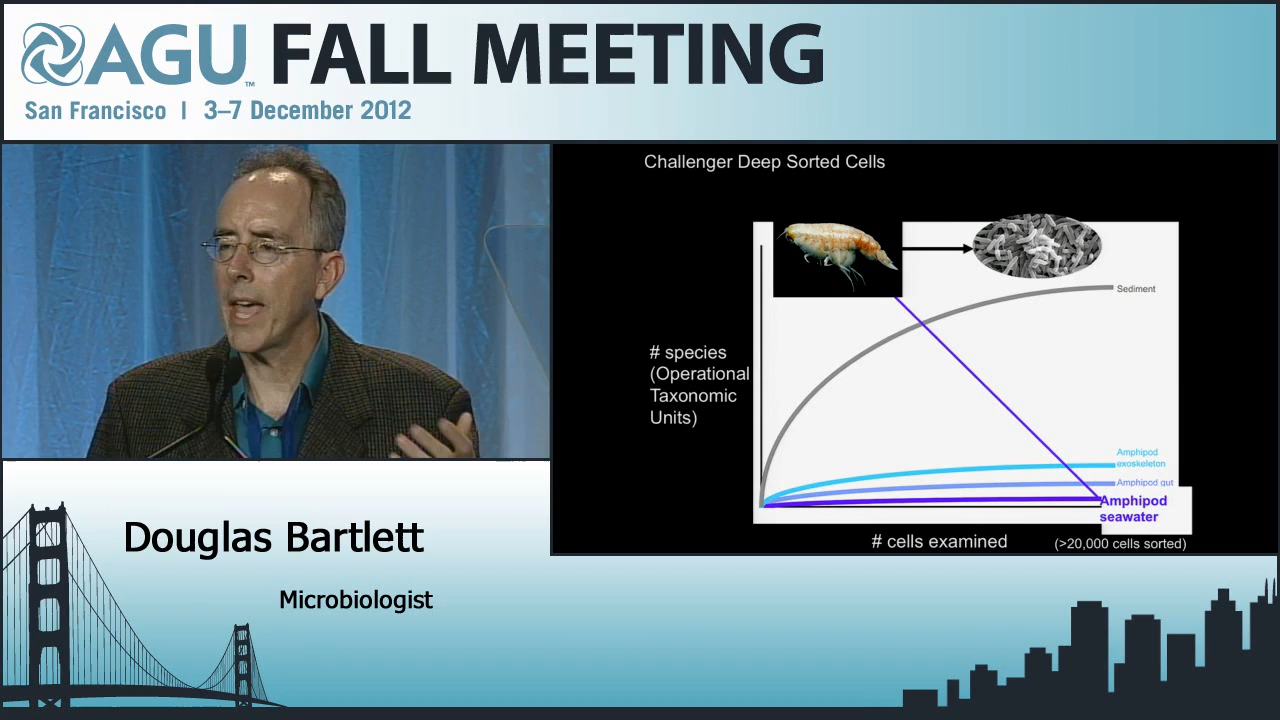 AGU™ FALL MEETING
San Francisco | 3–7 December 2012
Challenger Deep Sorted Cells
Sediment
# species
(Operational
Taxonomic
Units)
Amphipod
exoskeleton
Amphipod gut
Amphipod
seawater
# cells examined
(>20,000 cells sorted)
Douglas Bartlett
Microbiologist